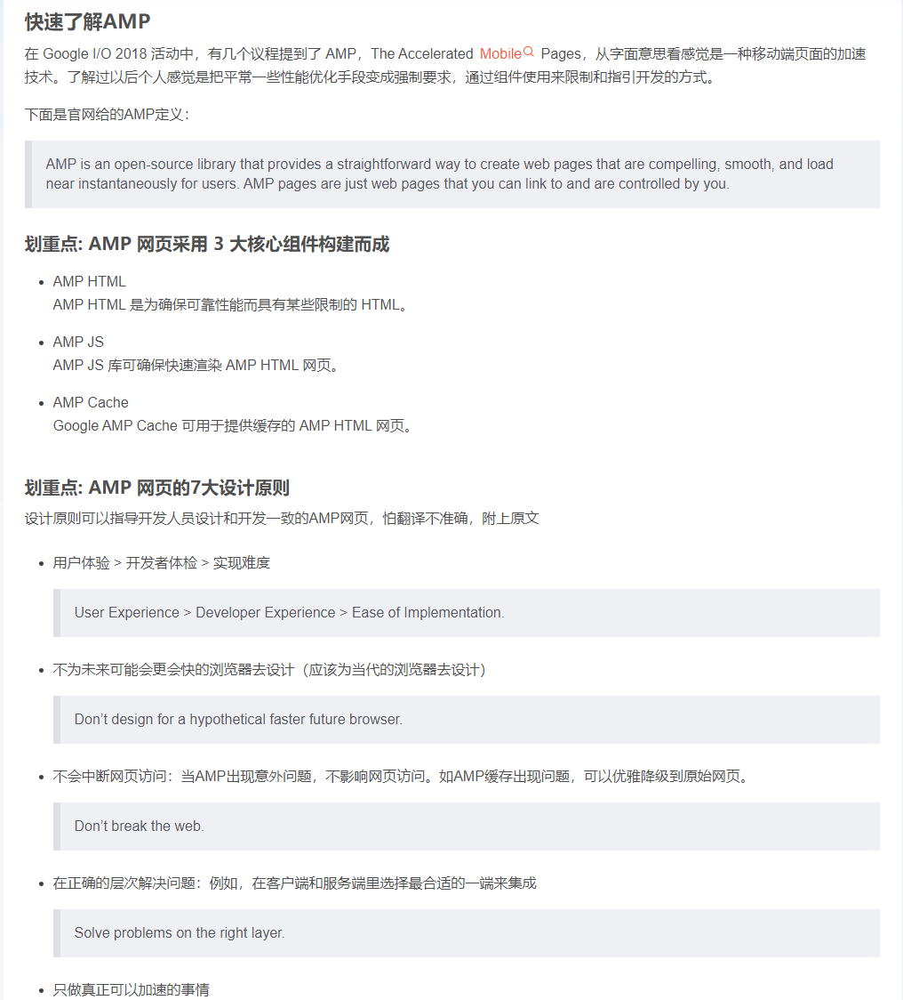 快速了解AMP
在 Google I/O 2018 活动中，有几个议程提到了 AMP，The Accelerated Mobile Pages，从字面意思看感觉是一种移动端页面的加速
技术。了解过以后个人感觉是把平常一些性能优化手段变成强制要求，通过组件使用来限制和指引开发的方式。
下面是官网给的AMP定义：
AMP is an open-source library that provides a straightforward way to create web pages that are compelling, smooth, and load
near instantaneously for users. AMP pages are just web pages that you can link to and are controlled by you.
划重点: AMP 网页采用 3 大核心组件构建而成
• AMP HTML
AMP HTML 是为确保可靠性能而具有某些限制的 HTML。
• AMP JS
AMP JS 库可确保快速渲染 AMP HTML 网页。
• AMP Cache
Google AMP Cache 可用于提供缓存的 AMP HTML 网页。
划重点: AMP 网页的7大设计原则
设计原则可以指导开发人员设计和开发一致的AMP网页，怕翻译不准确，附上原文
• 用户体验 > 开发者体检 > 实现难度
User Experience > Developer Experience > Ease of Implementation.
• 不为未来可能会更会快的浏览器去设计（应该为当代的浏览器去设计）
Don’t design for a hypothetical faster future browser.
• 不会中断网页访问：当AMP出现意外问题，不影响网页访问。如AMP缓存出现问题，可以优雅降级到原始网页。
Don’t break the web.
• 在正确的层次解决问题：例如，在客户端和服务端里选择最合适的一端来集成
Solve problems on the right layer.
• 只做真正可以加速的事情